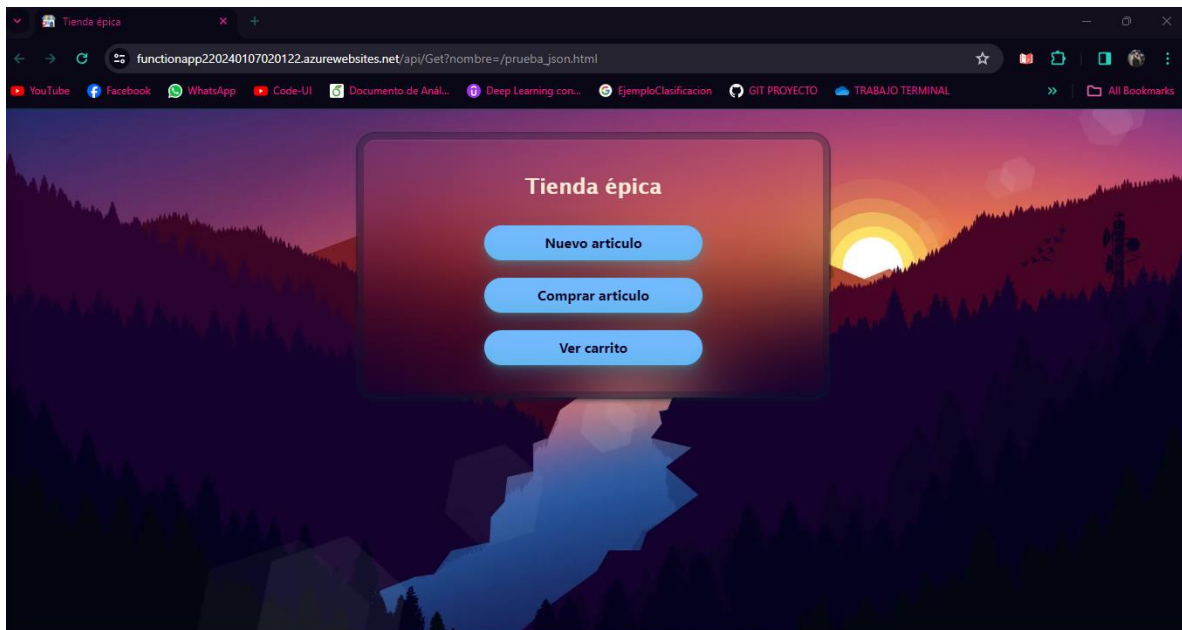 Tienda épica
functionapp220240107020122.azurewebsites.net/api/Get?nombre=/prueba_json.html
YouTube Facebook WhatsApp Code-UI Documento de Anál... Deep Learning con... EjemploClasificacion GIT PROYECTO TRABAJO TERMINAL » All Bookmarks
Tienda épica
Nuevo articulo
Comprar articulo
Ver carrito